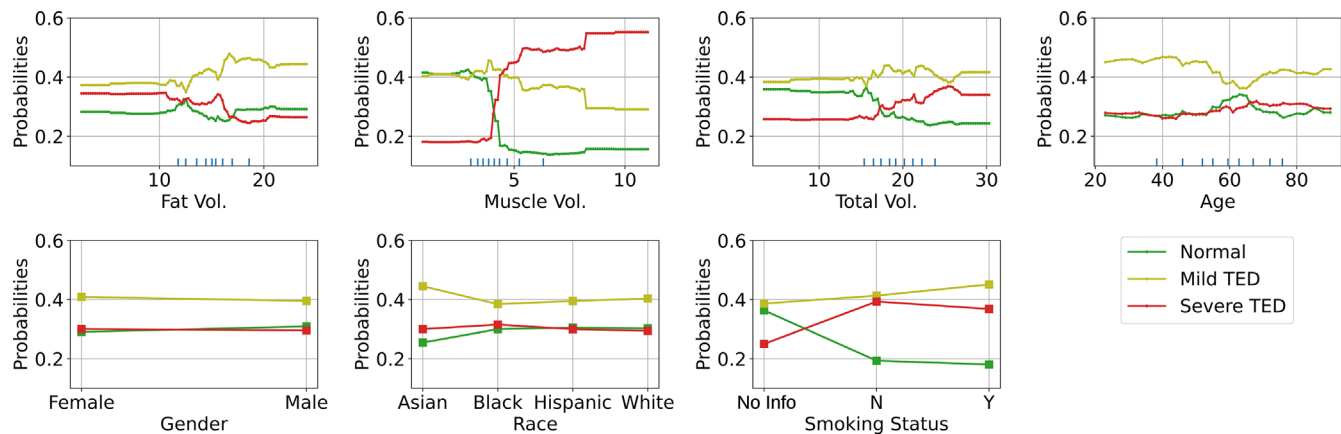 Probabilities
0.6
0.4
0.2
10
20
Fat Vol.
Probabilities
0.6
0.4
0.2
5
10
Muscle Vol.
Probabilities
0.6
0.4
0.2
10
20
30
Total Vol.
Probabilities
0.6
0.4
0.2
20
40
60
80
Age
Probabilities
0.6
0.4
0.2
Female
Male
Gender
Probabilities
0.6
0.4
0.2
Asian
Black
Hispanic
White
Race
Probabilities
0.6
0.4
0.2
No Info
N
Y
Smoking Status
Normal
Mild TED
Severe TED